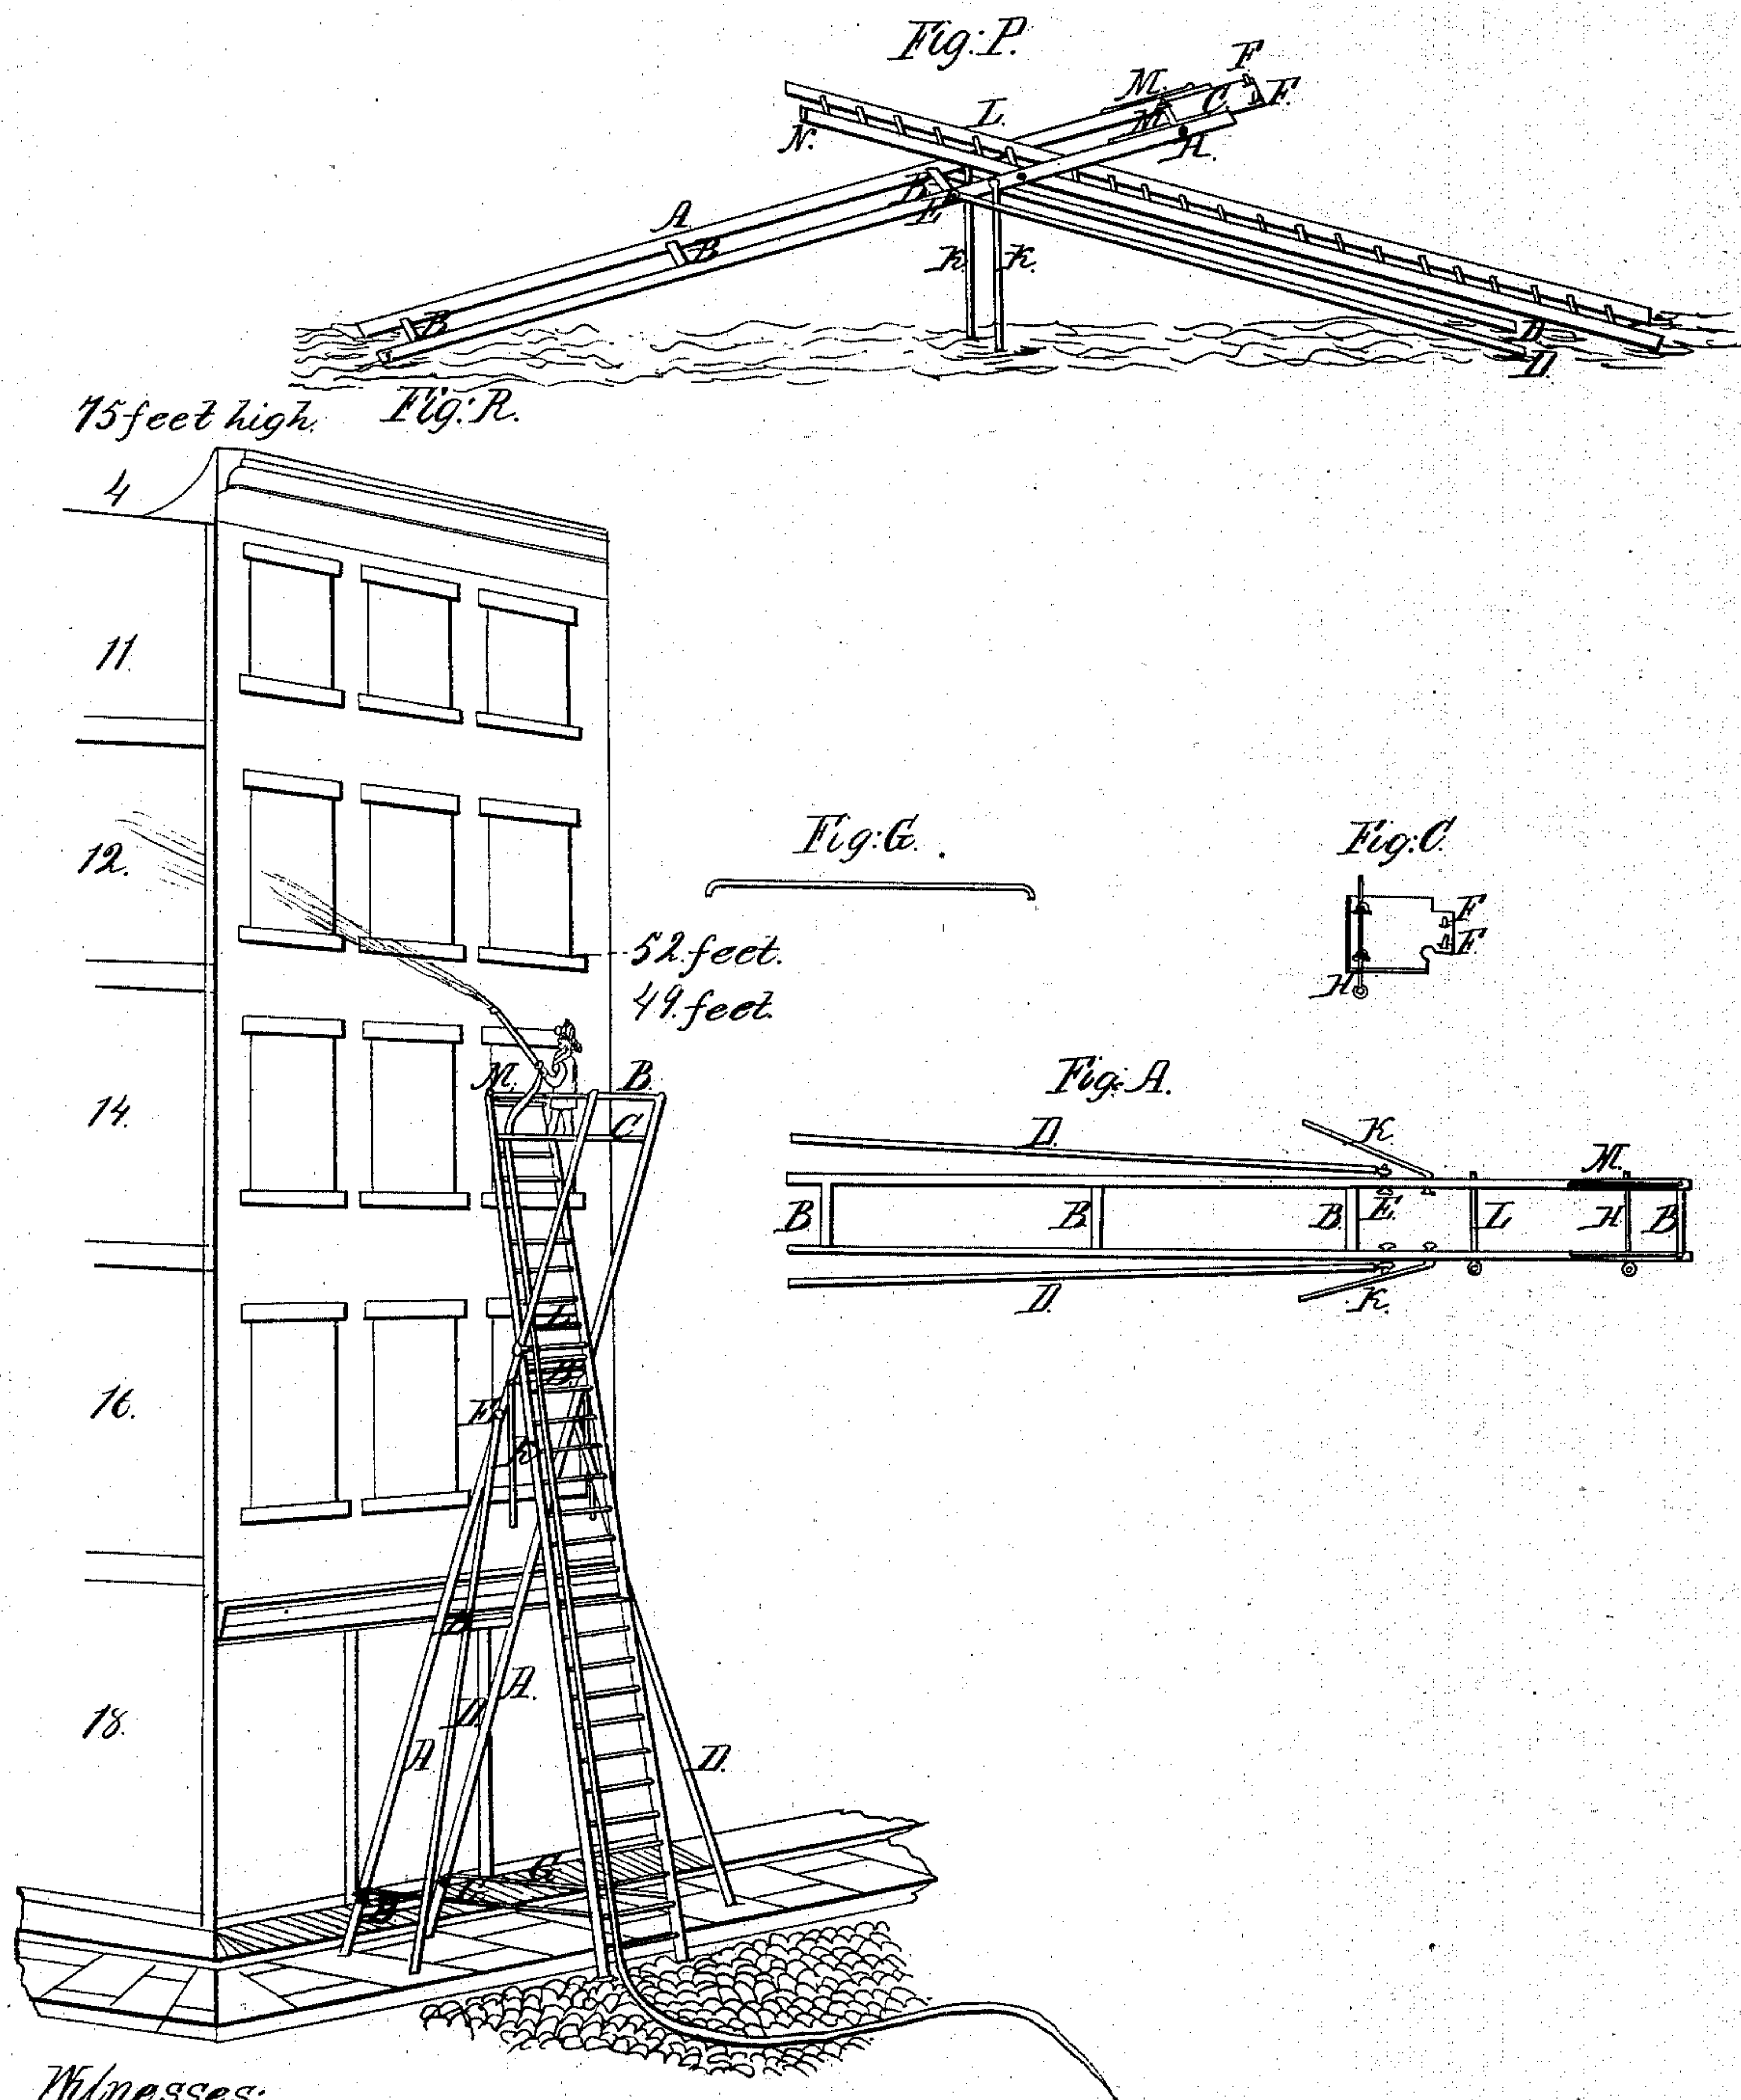 Fig: P.
F
M. C. F.
L. M
N. H.
B
A E
B K K.
B D
D
75 feet high. Fig: R.
4
11.
12.
Fig: G. Fig: C.
F
F
H
52 feet.
49 feet.
14.
M. B.
C
Fig: A.
D. K
M.
B B. B. E. L H B
D. K.
L
B.
16.
E
K
B
A.
D.
18.
A D.
G
B C
Witnesses: